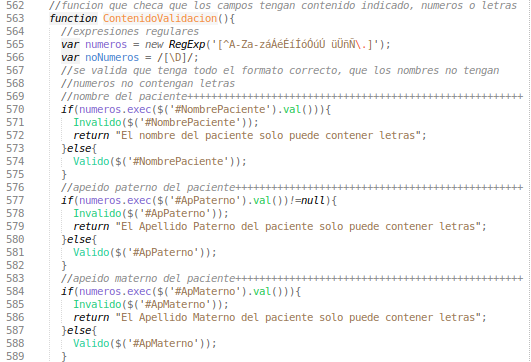 562 //funcion que checa que los campos tengan contenido indicado, numeros o letras
563 function ContenidoValidacion(){
564 //expresiones regulares
565 var numeros = new RegExp('[^A-Za-záÁéÉíÍóÓúÚ üÜñÑ\.]');
566 var noNumeros = /[\D]/;
567 //se valida que tenga todo el formato correcto, que los nombres no tengan
568 //numeros no contengan letras
569 //nombre del paciente++++++++++++++++++++++++++++++++++++++++++++++++++++++++
570 if(numeros.exec($('#NombrePaciente').val())){
571 Invalido($('#NombrePaciente'));
572 return "El nombre del paciente solo puede contener letras";
573 }else{
574 Valido($('#NombrePaciente'));
575 }
576 //apeido paterno del paciente++++++++++++++++++++++++++++++++++++++++++++++++
577 if(numeros.exec($('#ApPaterno').val())!=null){
578 Invalido($('#ApPaterno'));
579 return "El Apellido Paterno del paciente solo puede contener letras";
580 }else{
581 Valido($('#ApPaterno'));
582 }
583 //apeido materno del paciente++++++++++++++++++++++++++++++++++++++++++++++++
584 if(numeros.exec($('#ApMaterno').val())){
585 Invalido($('#ApMaterno'));
586 return "El Apellido Materno del paciente solo puede contener letras";
587 }else{
588 Valido($('#ApMaterno'));
589 }